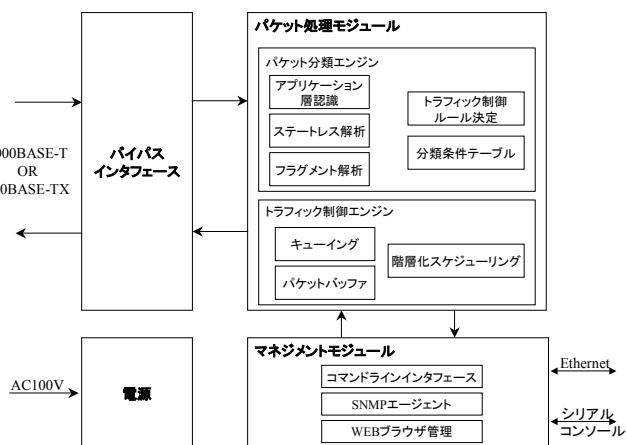 パケット処理モジュール
パケット分類エンジン
アプリケーション
層認識
ステートレス解析
フラグメント解析
トラフィック制御
ルール決定
分類条件テーブル
000BASE-T
OR
0BASE-TX
バイパス
インタフェース
トラフィック制御エンジン
キューイング
パケットバッファ
階層化スケジューリング
マネジメントモジュール
コマンドラインインタフェース
SNMPエージェント
WEBブラウザ管理
AC100V
電源
Ethernet
シリアル
コンソール